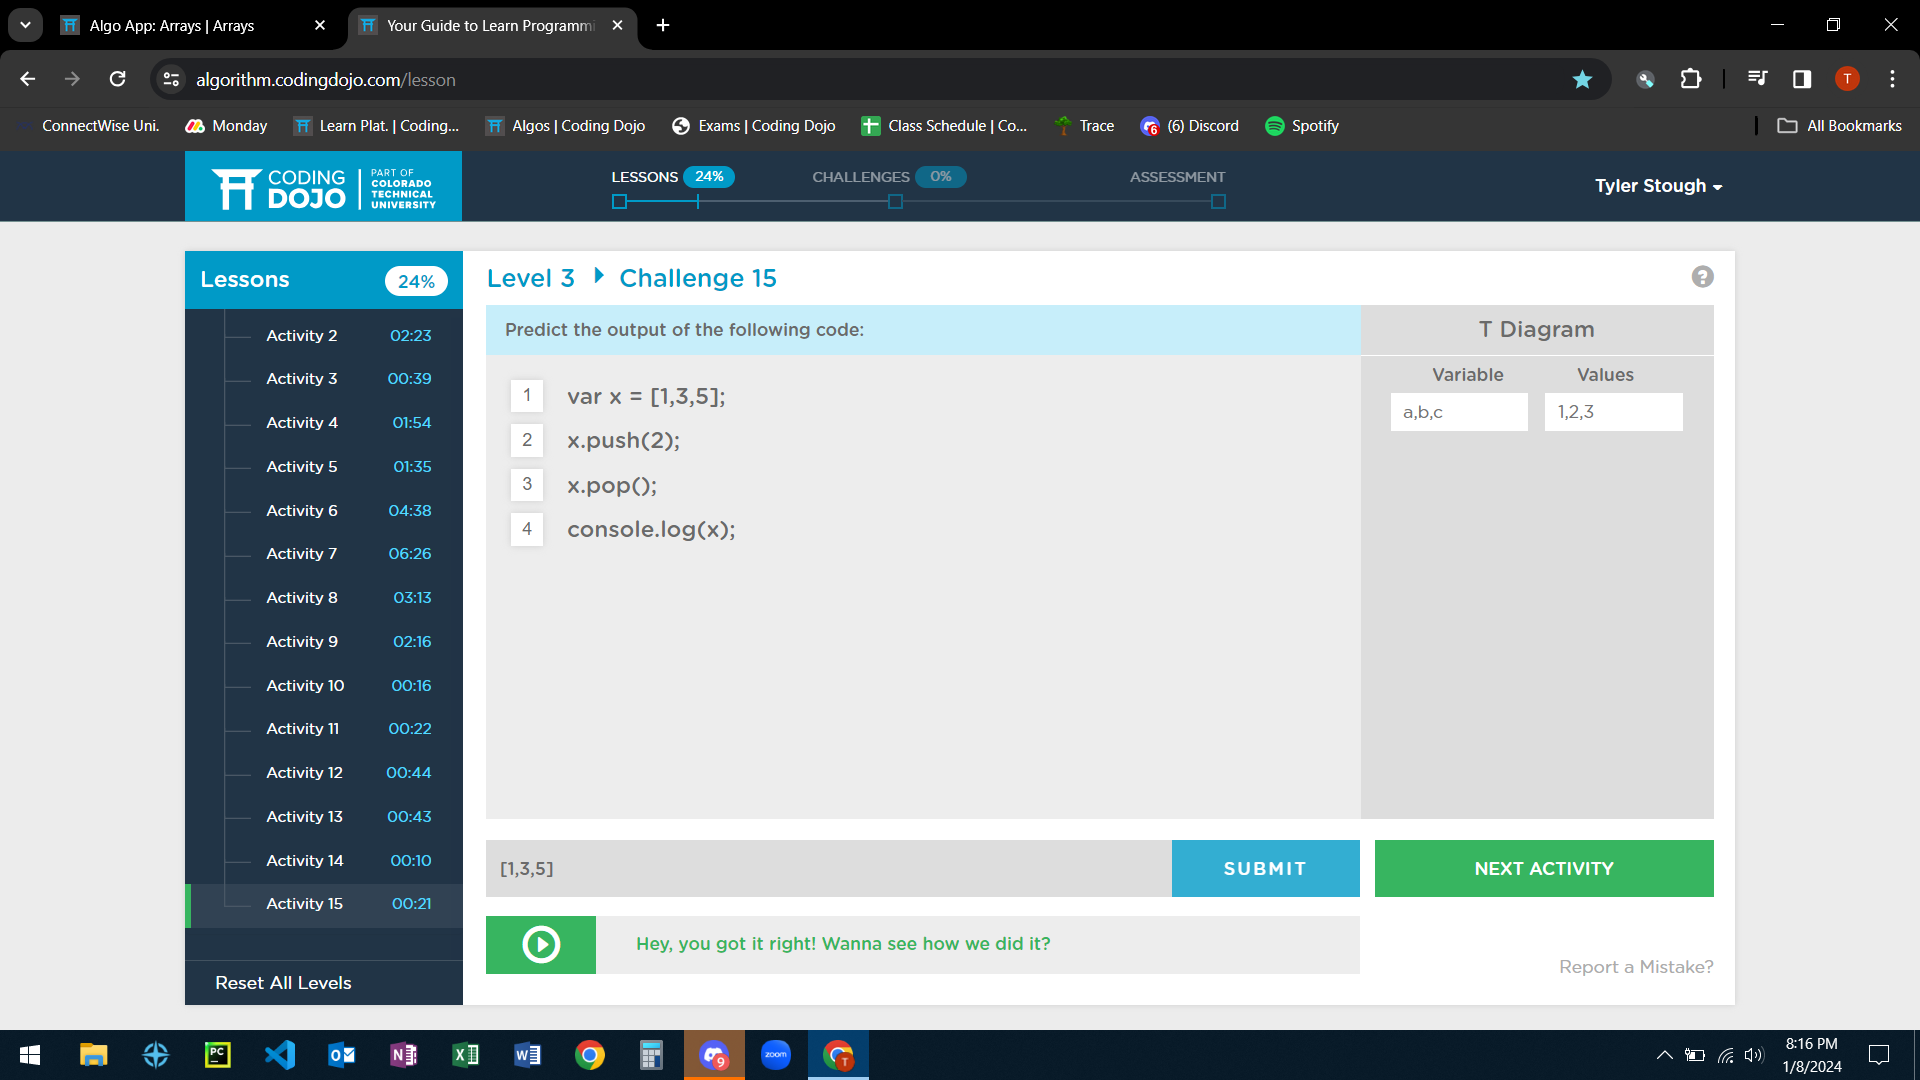 Algo App: Arrays | Arrays
Your Guide to Learn Programmi
algorithm.codingdojo.com/lesson
T
ConnectWise Uni.
Monday
Learn Plat. | Coding...
Algos | Coding Dojo
Exams | Coding Dojo
Class Schedule | Co...
Trace
6
(6) Discord
Spotify
All Bookmarks
CODING
DOJO
PART OF
COLORADO
TECHNICAL
UNIVERSITY
LESSONS 24%
CHALLENGES 0%
ASSESSMENT
Tyler Stough
Lessons 24%
Activity 2 02:23
Activity 3 00:39
Activity 4 01:54
Activity 5 01:35
Activity 6 04:38
Activity 7 06:26
Activity 8 03:13
Activity 9 02:16
Activity 10 00:16
Activity 11 00:22
Activity 12 00:44
Activity 13 00:43
Activity 14 00:10
Activity 15 00:21
Reset All Levels
Level 3 Challenge 15
?
Predict the output of the following code:
1 var x = [1,3,5];
2 x.push(2);
3 x.pop();
4 console.log(x);
T Diagram
Variable Values
a,b,c 1,2,3
[1,3,5]
SUBMIT
NEXT ACTIVITY
Hey, you got it right! Wanna see how we did it?
Report a Mistake?
PC
O
N
X
W
9
zoom
T
8:16 PM
1/8/2024